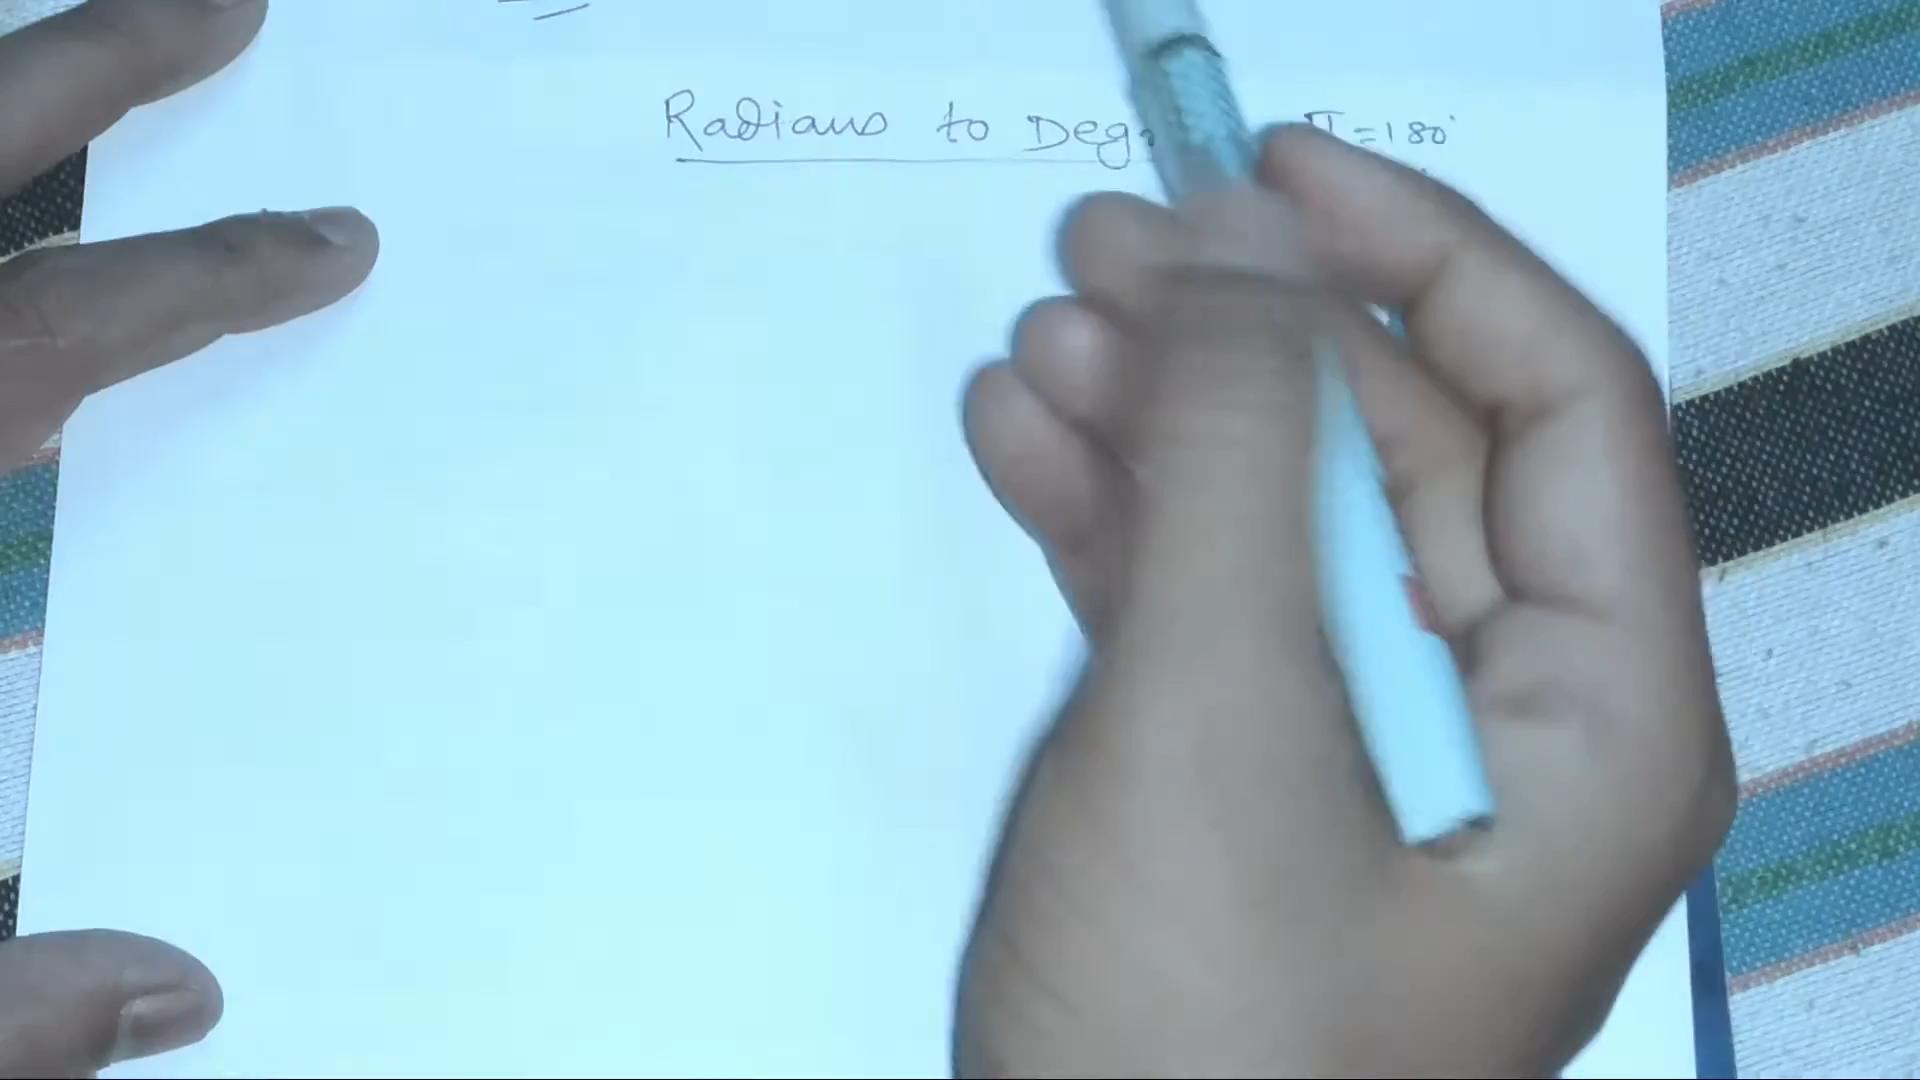 Radians to Deg π = 180°